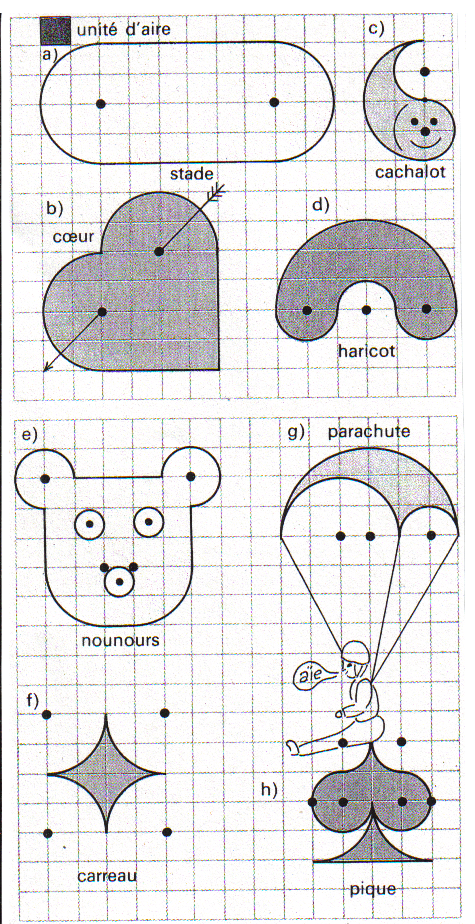 unité d'aire
a)
c)
stade
cachalot
b)
d)
cœur
haricot
e)
g) parachute
nounours
aïe
f)
h)
carreau
pique